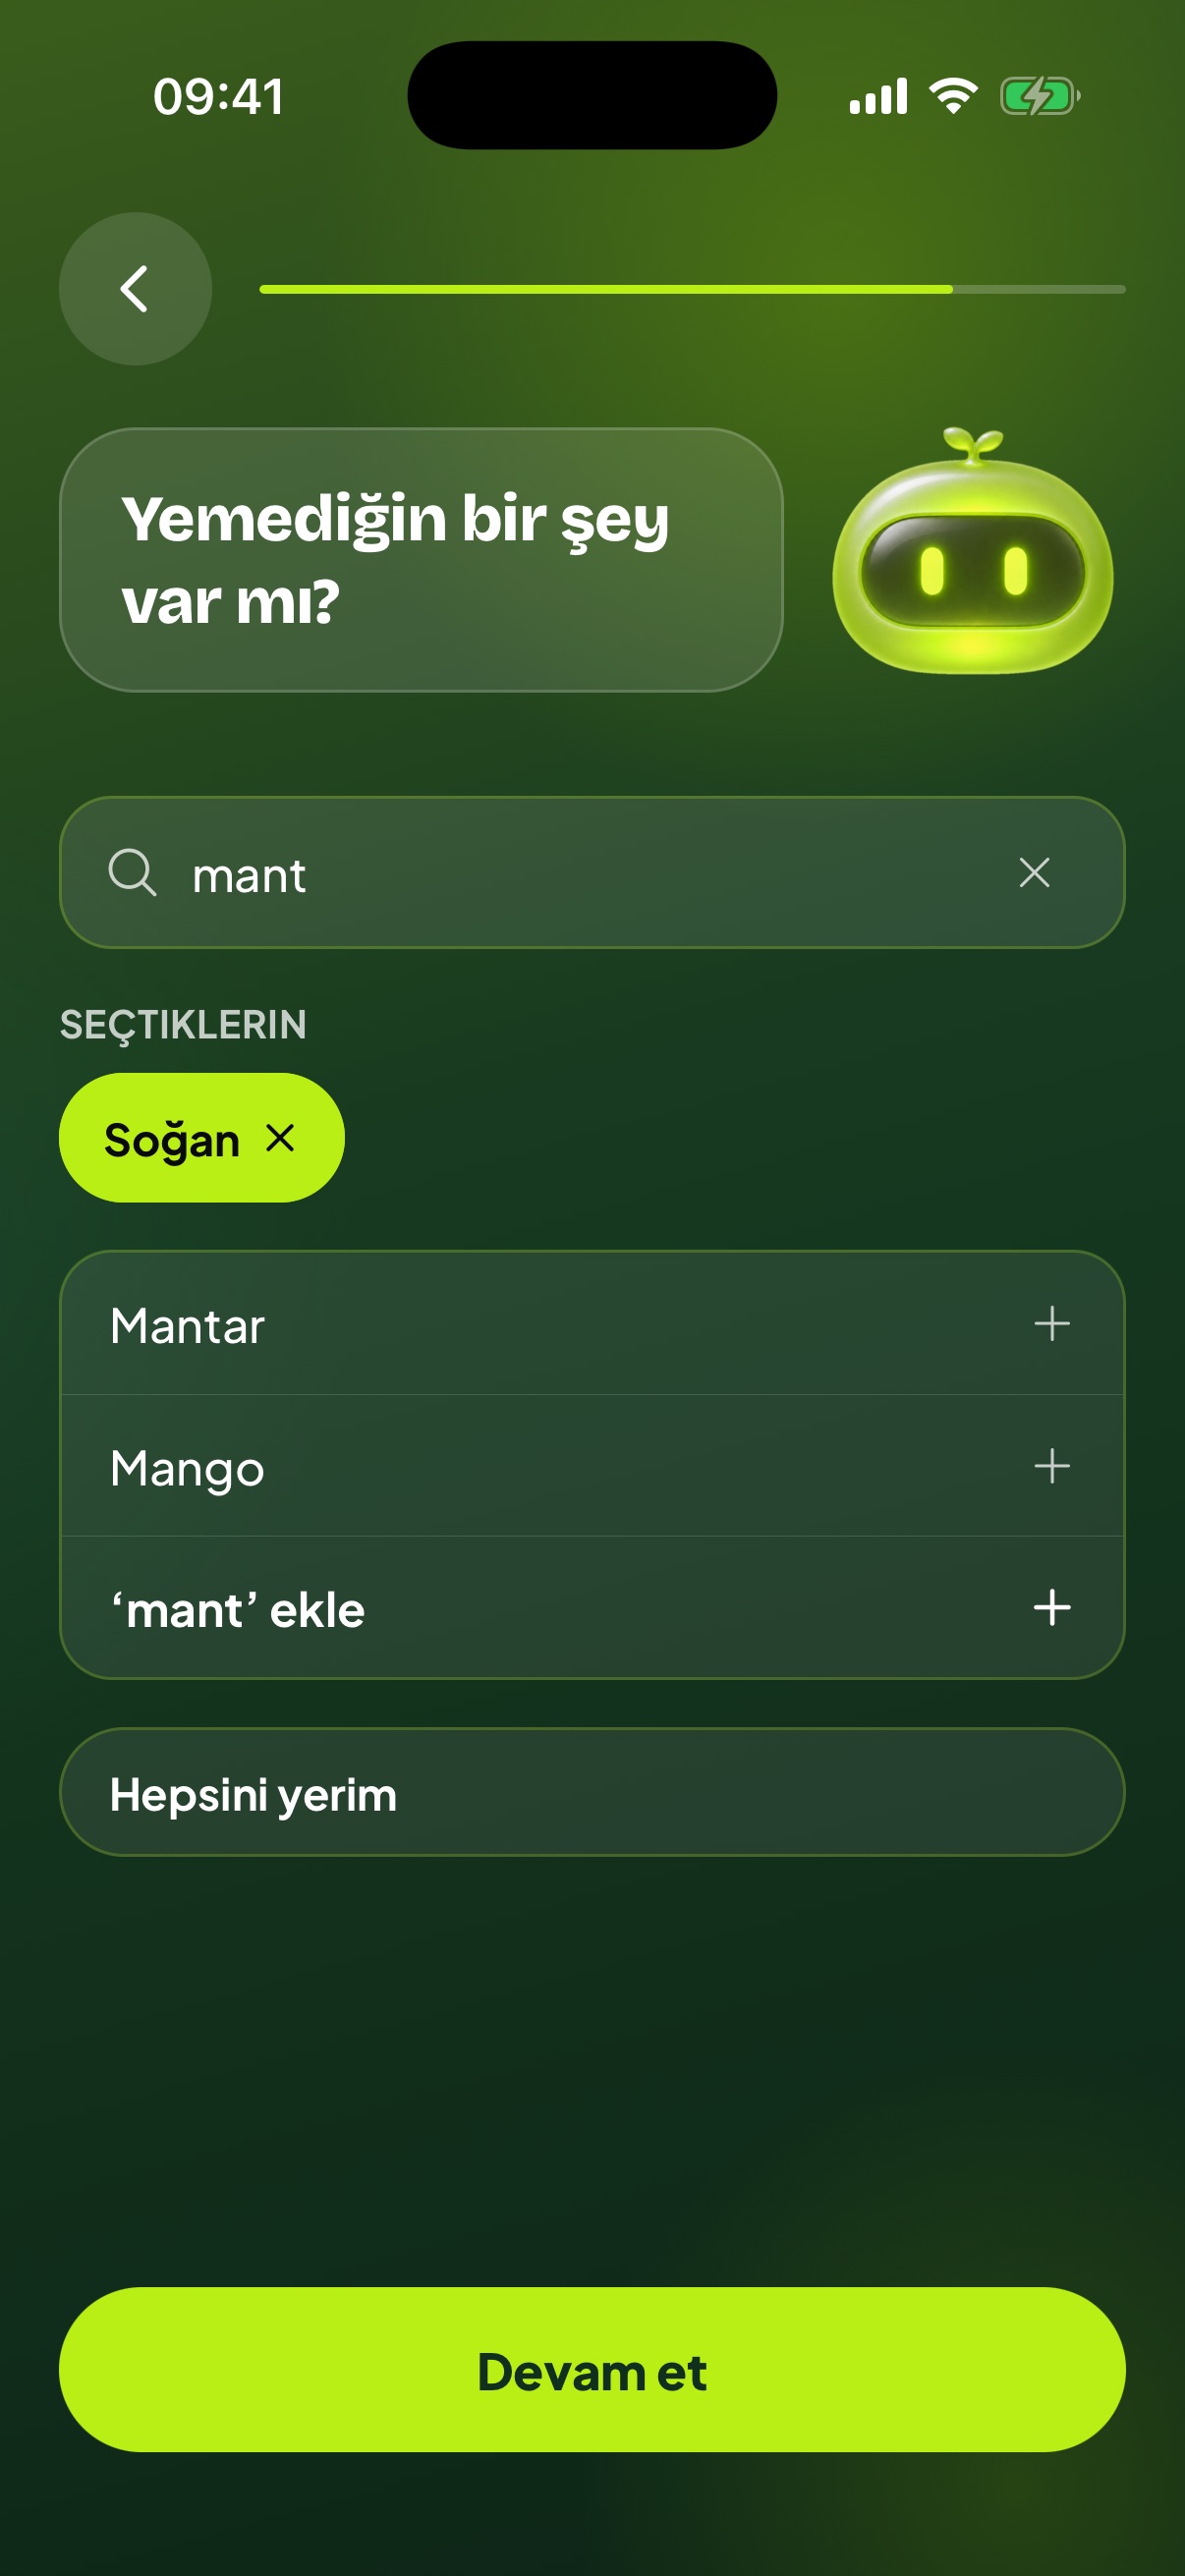 09:41
Yemediğin bir şey
var mı?
mant
SEÇTIKLERIN
Soğan
Mantar
Mango
‘mant’ ekle
Hepsini yerim
Devam et